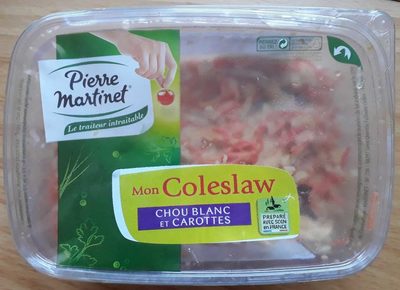 Pierre
Martinet
Le traiteur intraitable
Mon Coleslaw
CHOU BLANC
ET CAROTTES
PRÉPARÉ
AVEC SOIN
EN FRANCE